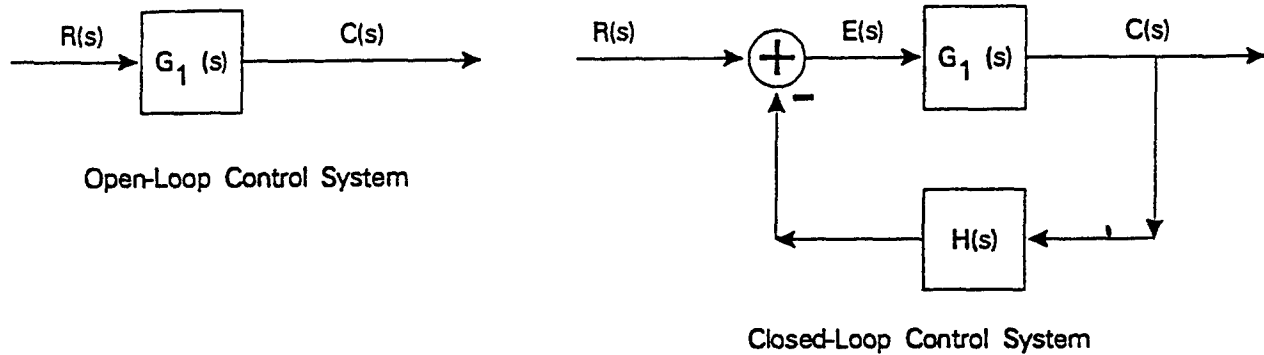 R(s)
G1 (s)
C(s)
Open-Loop Control System
R(s)
+
−
E(s)
G1 (s)
C(s)
H(s)
Closed-Loop Control System